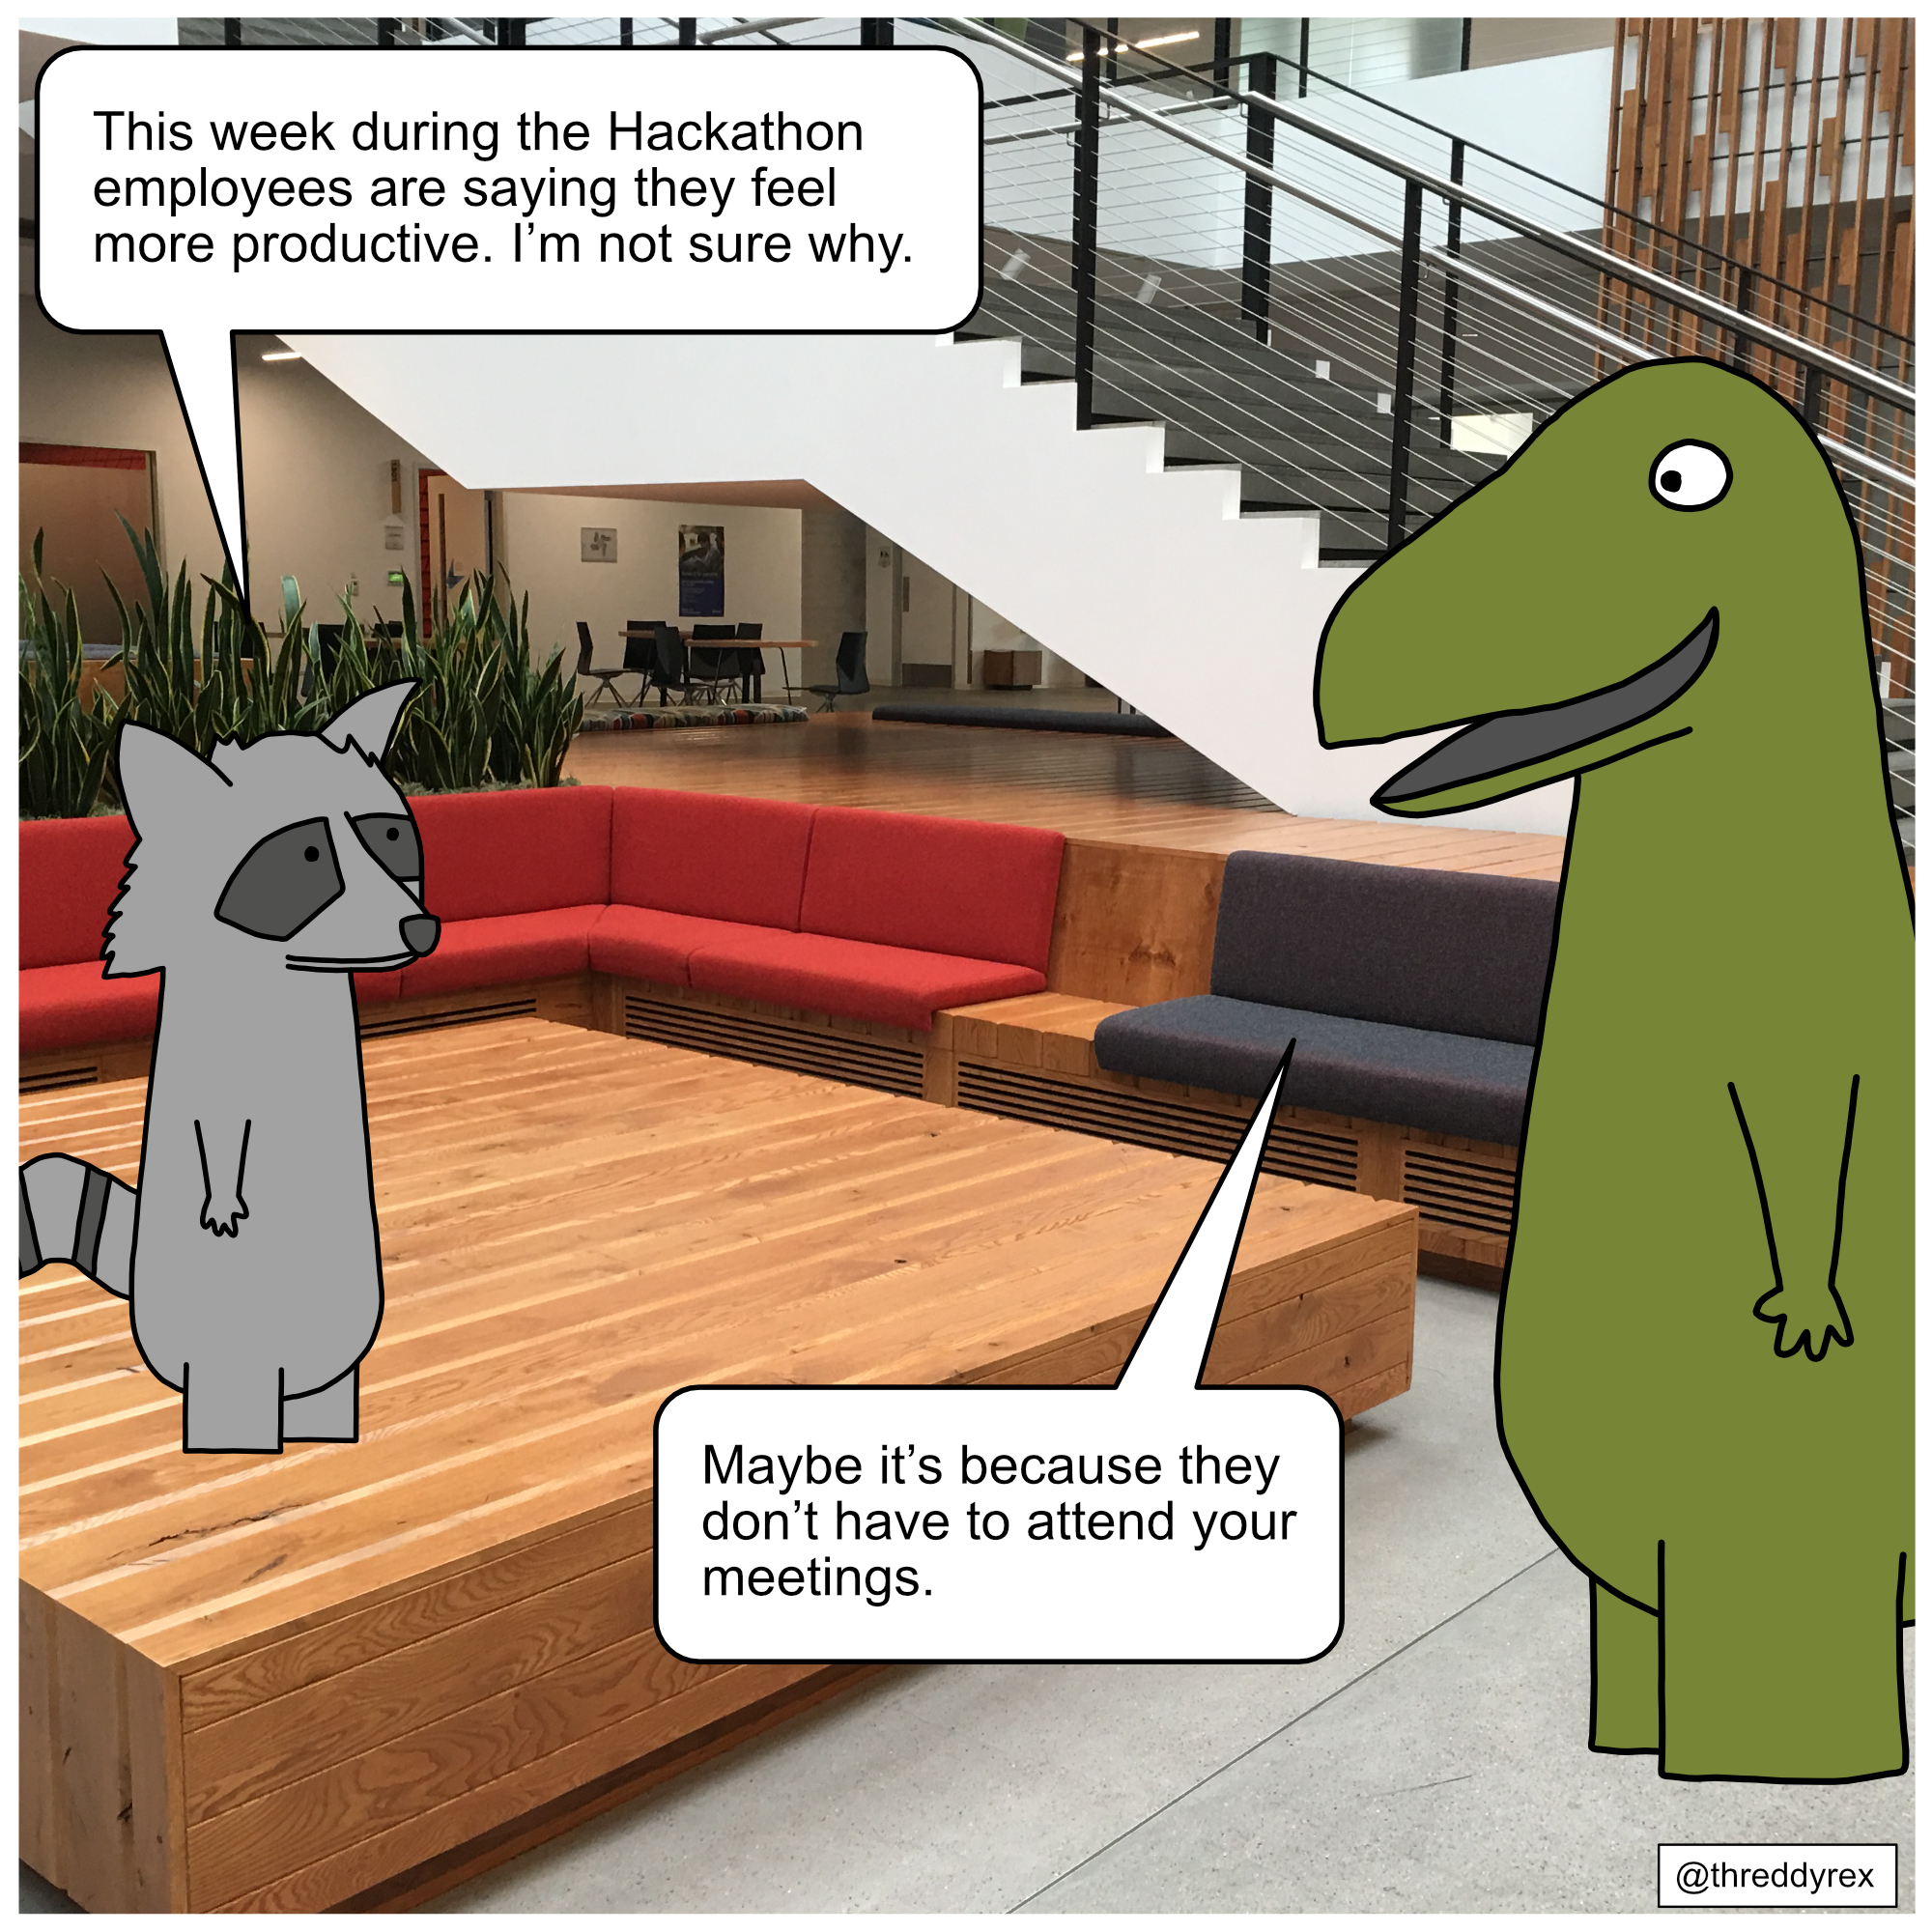 This week during the Hackathon
employees are saying they feel
more productive. I’m not sure why.
Maybe it’s because they
don’t have to attend your
meetings.
@threddyrex